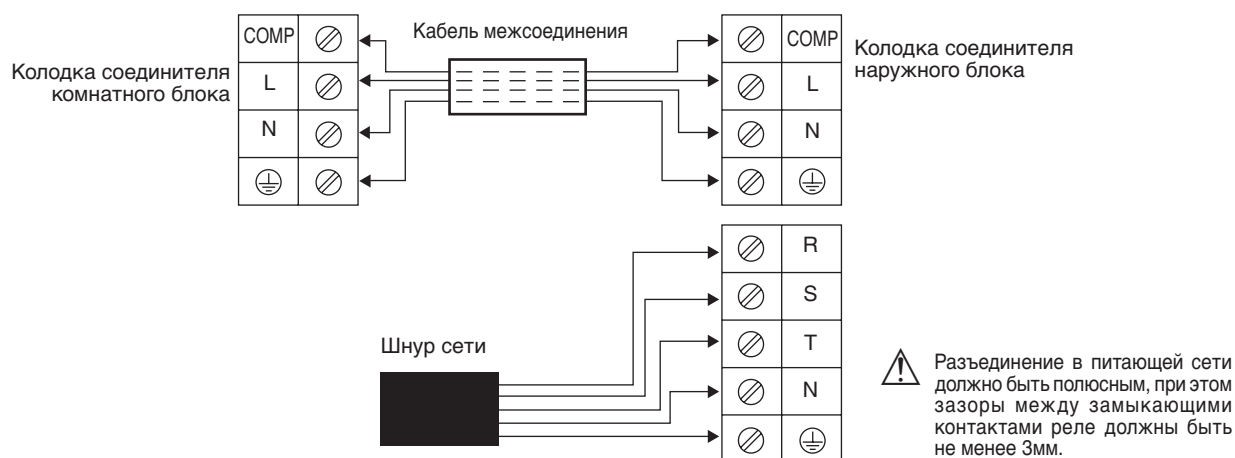 COMP
L
N
Колодка соединителя
комнатного блока
Кабель межсоединения
COMP
L
N
Колодка соединителя
наружного блока
R
S
T
N
Шнур сети
Разъединение в питающей сети
должно быть полюсным, при этом
зазоры между замыкающими
контактами реле должны быть
не менее 3мм.